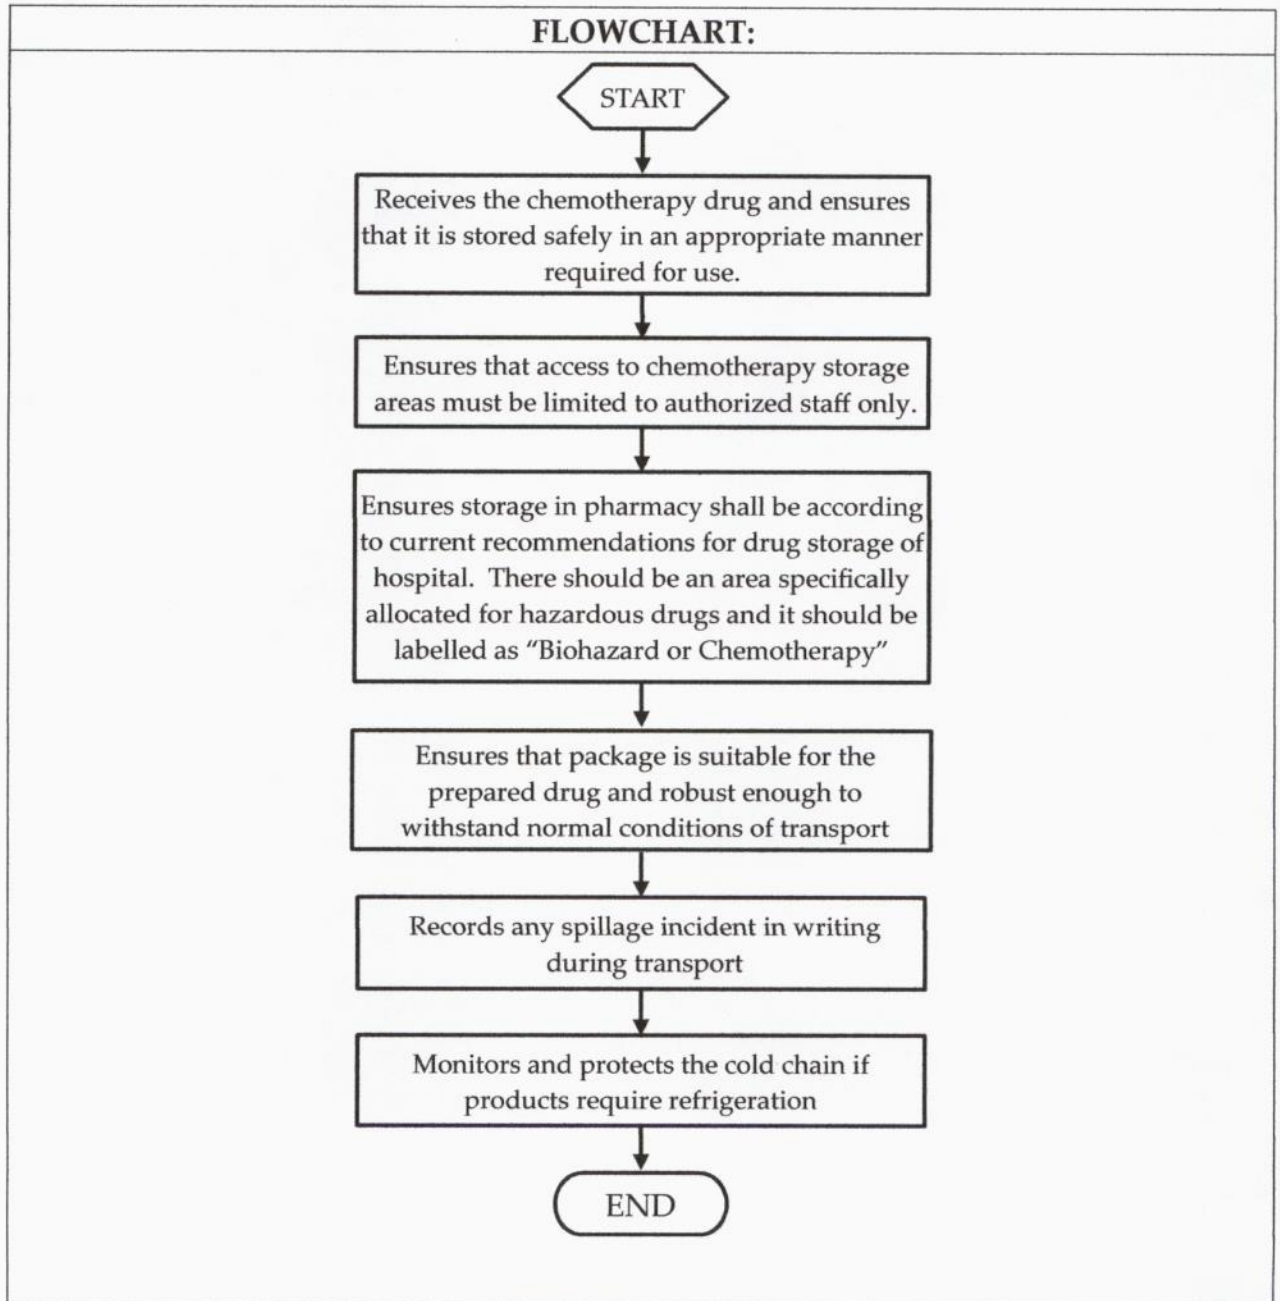 FLOWCHART:
START
Receives the chemotherapy drug and ensures
that it is stored safely in an appropriate manner
required for use.
Ensures that access to chemotherapy storage
areas must be limited to authorized staff only.
Ensures storage in pharmacy shall be according
to current recommendations for drug storage of
hospital.  There should be an area specifically
allocated for hazardous drugs and it should be
labelled as “Biohazard or Chemotherapy”
Ensures that package is suitable for the
prepared drug and robust enough to
withstand normal conditions of transport
Records any spillage incident in writing
during transport
Monitors and protects the cold chain if
products require refrigeration
END